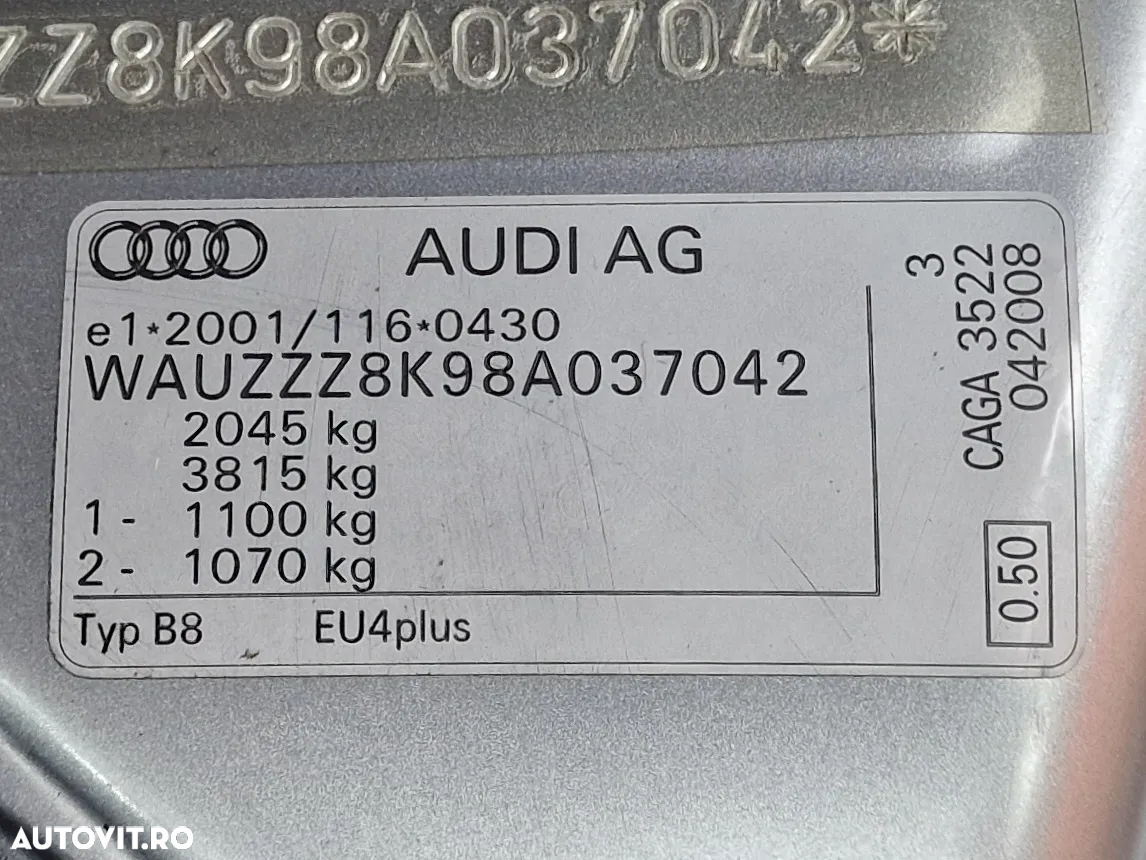 ZZ8K98A037042*
AUDI AG
e1*2001/116*0430
WAUZZZ8K98A037042
2045 kg
3815 kg
1- 1100 kg
2- 1070 kg
Typ B8 EU4plus
3
CAGA 3522
042008
0.50
AUTOVIT.RO